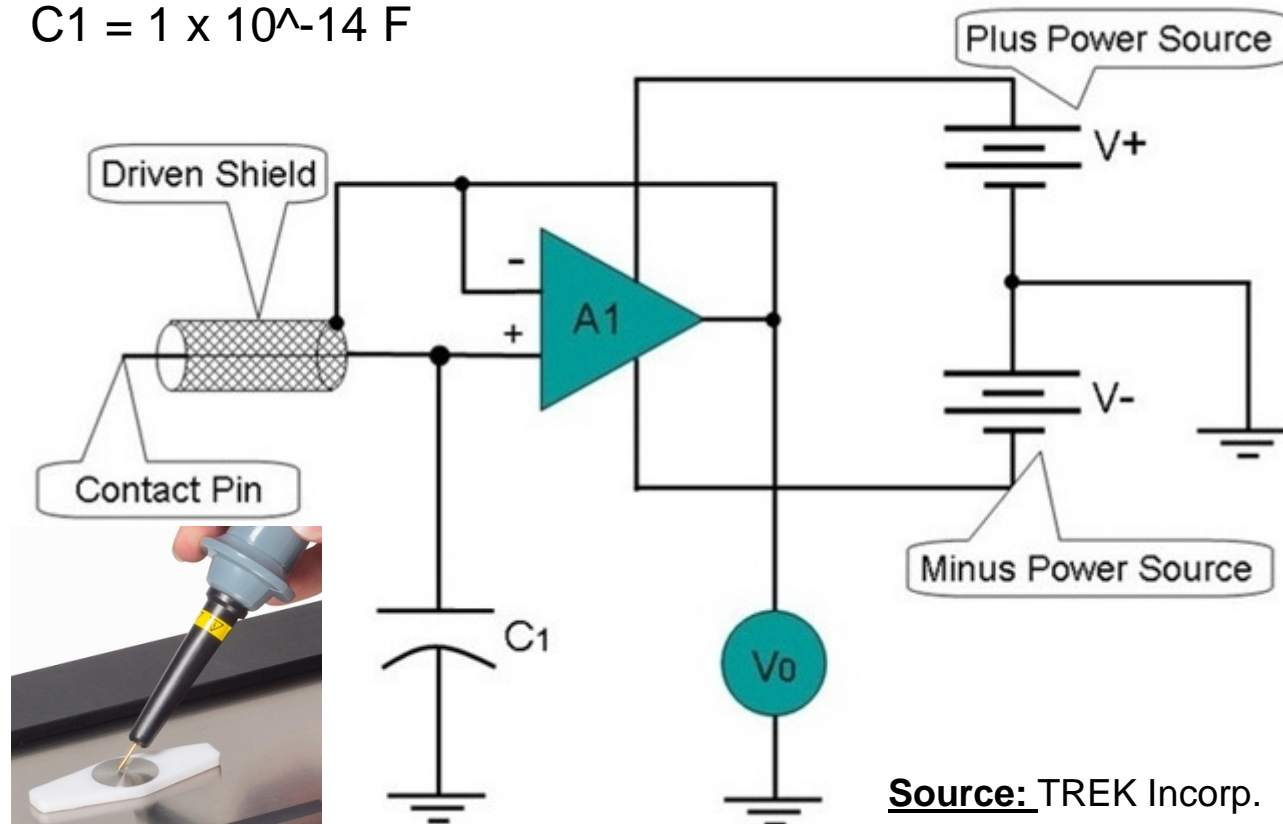 C1 = 1 x 10^-14 F
Plus Power Source
V+
Driven Shield
-
A1
+
V-
Contact Pin
Minus Power Source
C1
Vo
Source: TREK Incorp.